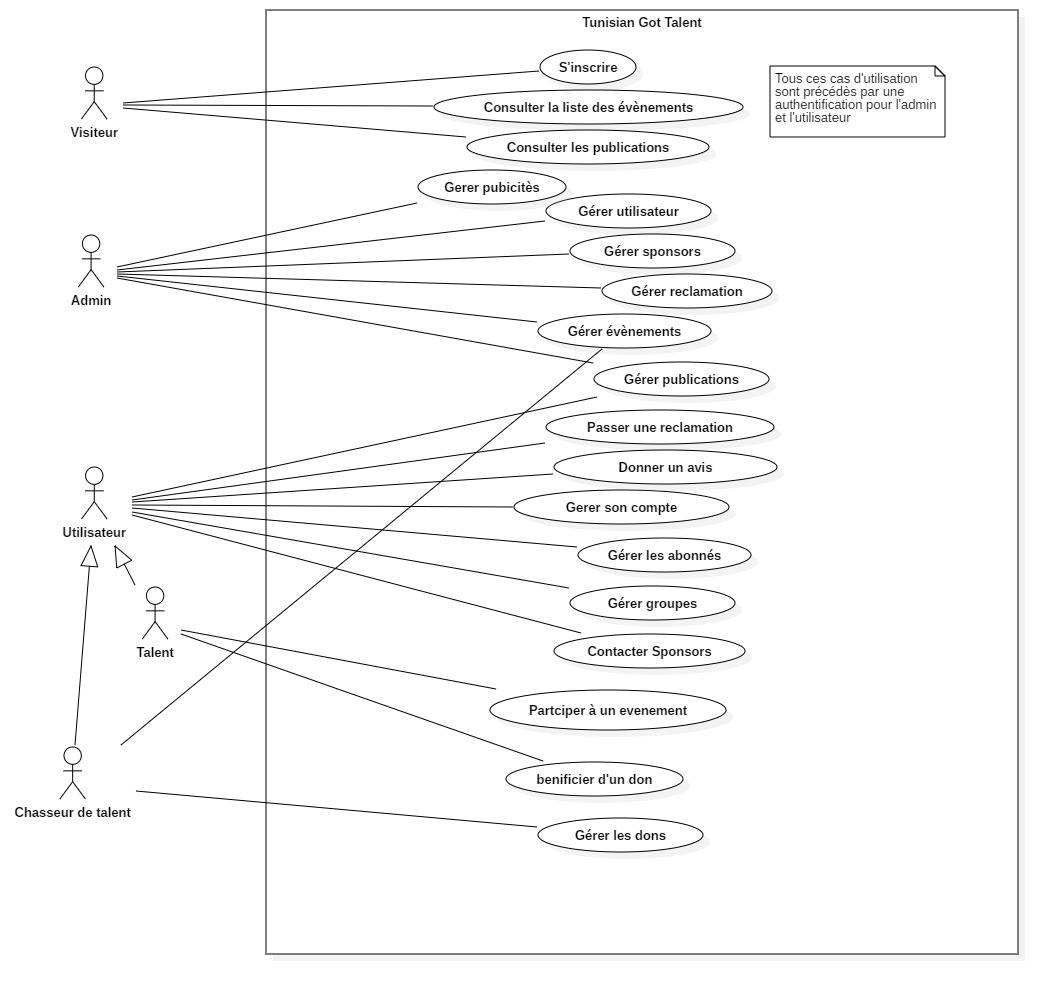 Tunisian Got Talent
S'inscrire
Tous ces cas d'utilisation
sont précédès par une
authentification pour l'admin
et l'utilisateur
Consulter la liste des évènements
Visiteur
Consulter les publications
Gerer pubicitès
Gérer utilisateur
Gérer sponsors
Gérer reclamation
Admin
Gérer évènements
Gérer publications
Passer une reclamation
Donner un avis
Gerer son compte
Utilisateur
Gérer les abonnés
Gérer groupes
Contacter Sponsors
Talent
Partciper à un evenement
benificier d'un don
Chasseur de talent
Gérer les dons